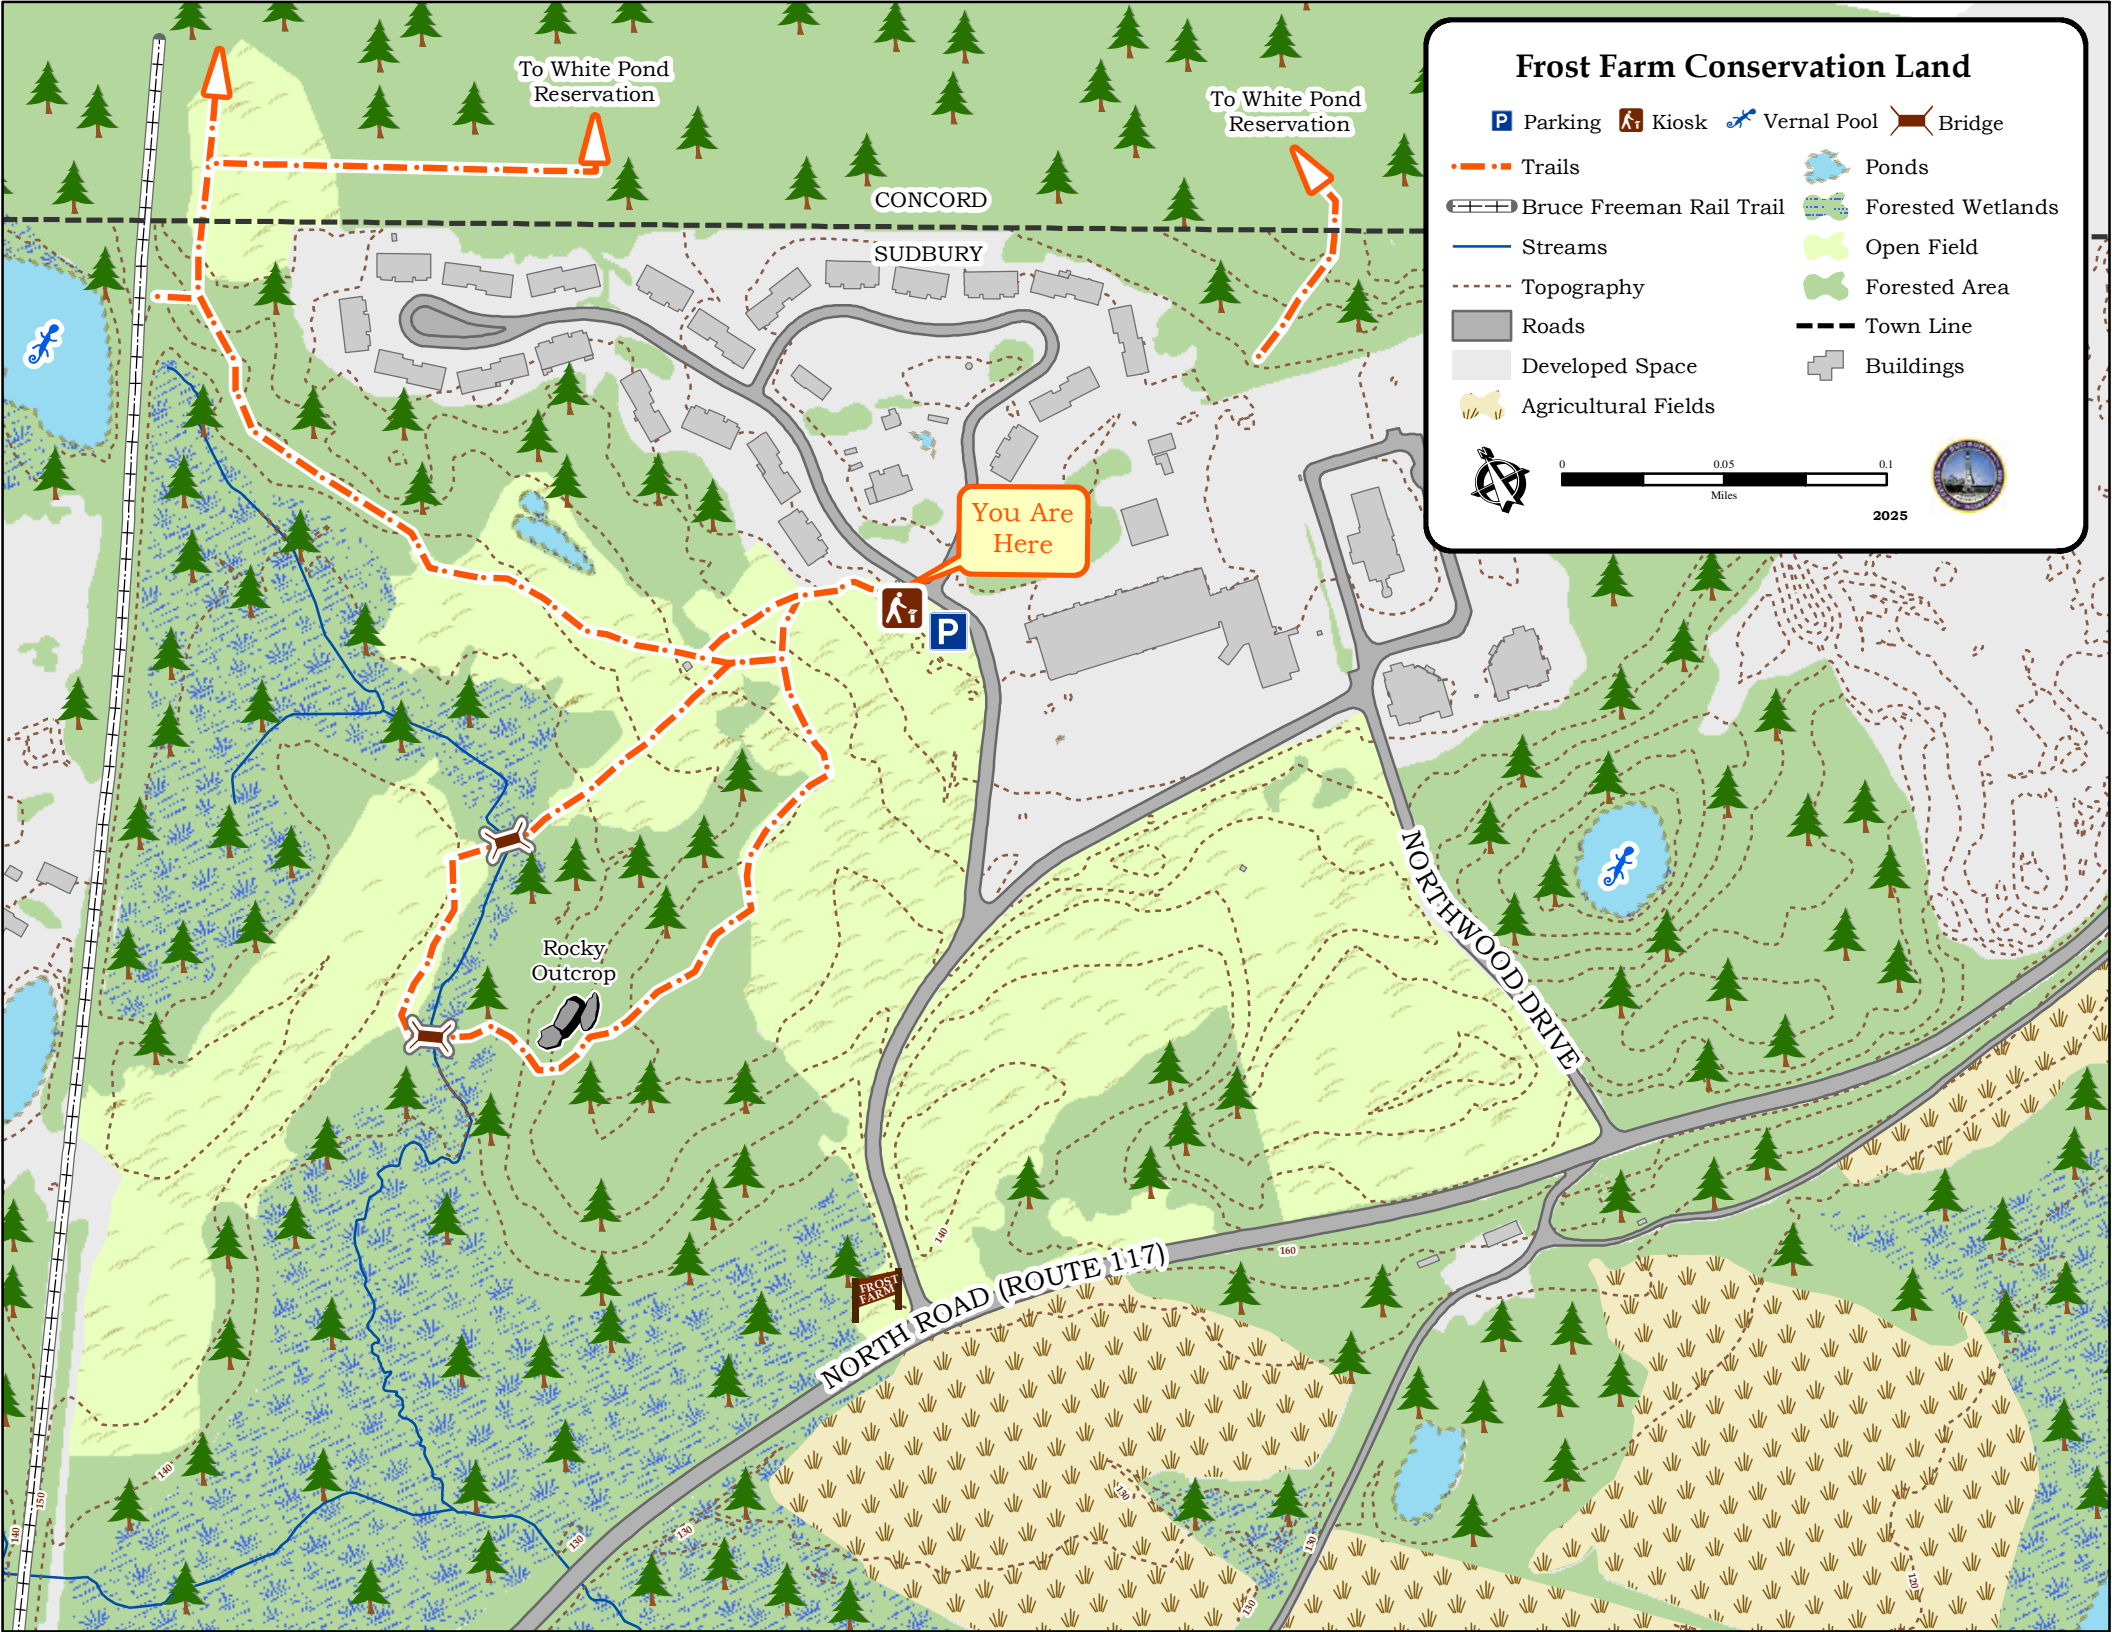 To White Pond
Reservation
To White Pond
Reservation
CONCORD
SUDBURY
Frost Farm Conservation Land
P Parking
Kiosk
Vernal Pool
Bridge
Trails
Ponds
Bruce Freeman Rail Trail
Forested Wetlands
Streams
Open Field
Topography
Forested Area
Roads
Town Line
Developed Space
Buildings
Agricultural Fields
N
0 0.05 0.1
Miles
2025
You Are
Here
P
Rocky
Outcrop
NORTHWOOD DRIVE
NORTH ROAD (ROUTE 117)
FROST
FARM
140
160
140
150
140
130
130
130
130
130
120